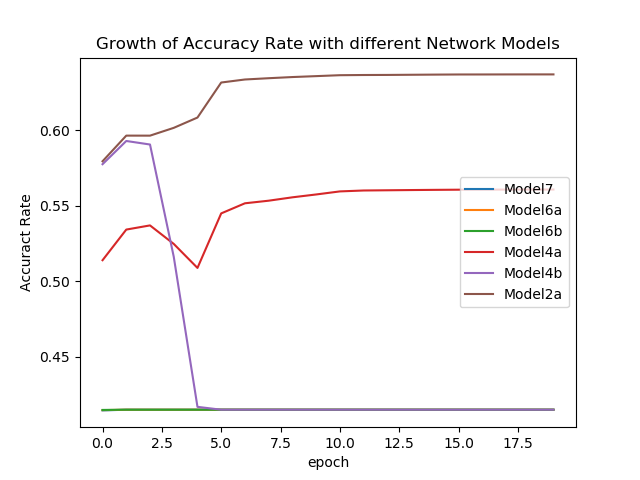 Growth of Accuracy Rate with different Network Models
Accuract Rate
0.60
0.55
0.50
0.45
0.0 2.5 5.0 7.5 10.0 12.5 15.0 17.5
epoch
Model7
Model6a
Model6b
Model4a
Model4b
Model2a